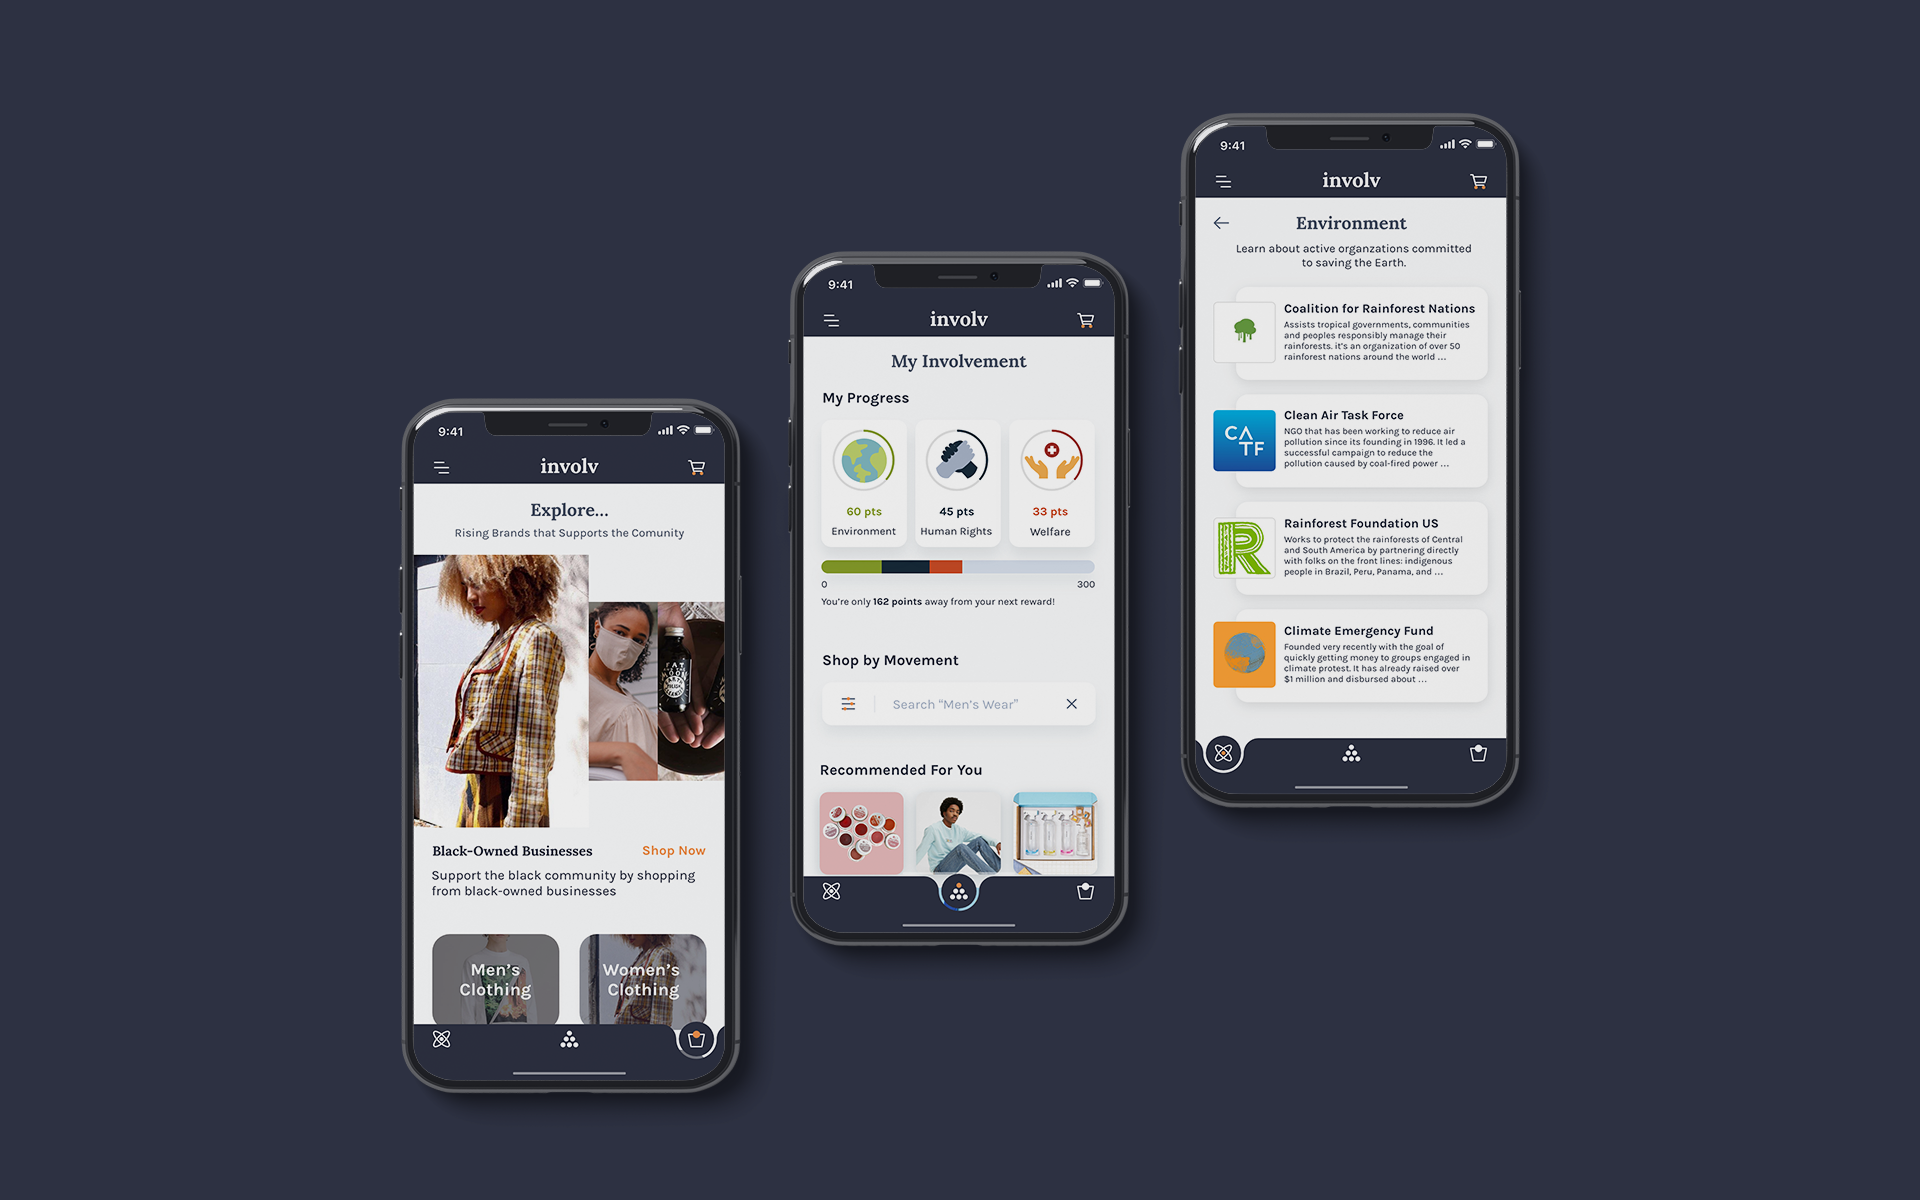 9:41
involv
Explore...
Rising Brands that Supports the Comunity
FAT
Black-Owned Businesses
Shop Now
Support the black community by shopping
from black-owned businesses
Men's
Clothing
Women's
Clothing
9:41
involv
My Involvement
My Progress
60 pts
Environment
45 pts
Human Rights
33 pts
Welfare
0
300
You're only 162 points away from your next reward!
Shop by Movement
Search "Men's Wear"
Recommended For You
9:41
involv
Environment
Learn about active organzations committed
to saving the Earth.
Coalition for Rainforest Nations
Assists tropical governments, communities
and peoples responsibly manage their
rainforests. it's an organization of over 50
rainforest nations around the world ...
CATF
Clean Air Task Force
NGO that has been working to reduce air
pollution since its founding in 1996. It led a
successful campaign to reduce the
pollution caused by coal-fired power ...
R
Rainforest Foundation US
Works to protect the rainforests of Central
and South America by partnering directly
with folks on the front lines: indigenous
people in Brazil, Peru, Panama, and ...
Climate Emergency Fund
Founded very recently with the goal of
quickly getting money to groups engaged in
climate protest. It has already raised over
$1 million and disbursed about ...